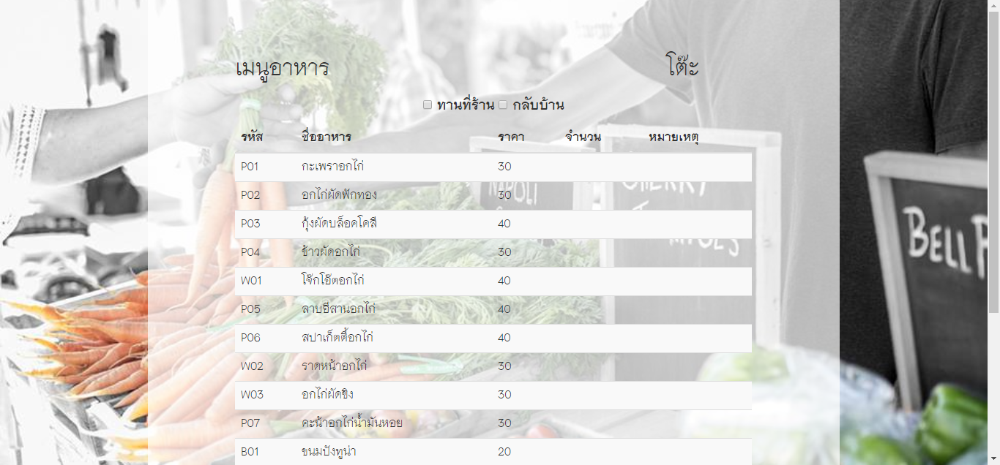 เมนูอาหาร โต๊ะ
ทานที่ร้าน กลับบ้าน
รหัส ชื่ออาหาร ราคา จำนวน หมายเหตุ
P01 กะเพราอกไก่ 30
P02 อกไก่ผัดฟักทอง 30
P03 กุ้งผัดบล็อคโคลี 40
P04 ข้าวผัดอกไก่ 30
W01 โจ๊กโอ๊ตอกไก่ 40
P05 ลาบอีสานอกไก่ 40
P06 สปาเก็ตตี้อกไก่ 40
W02 ราดหน้าอกไก่ 30
W03 อกไก่ผัดขิง 30
P07 คะน้าอกไก่น้ำมันหอย 30
B01 ขนมปังทูน่า 20
NAPOLI
CHERRY
BELL